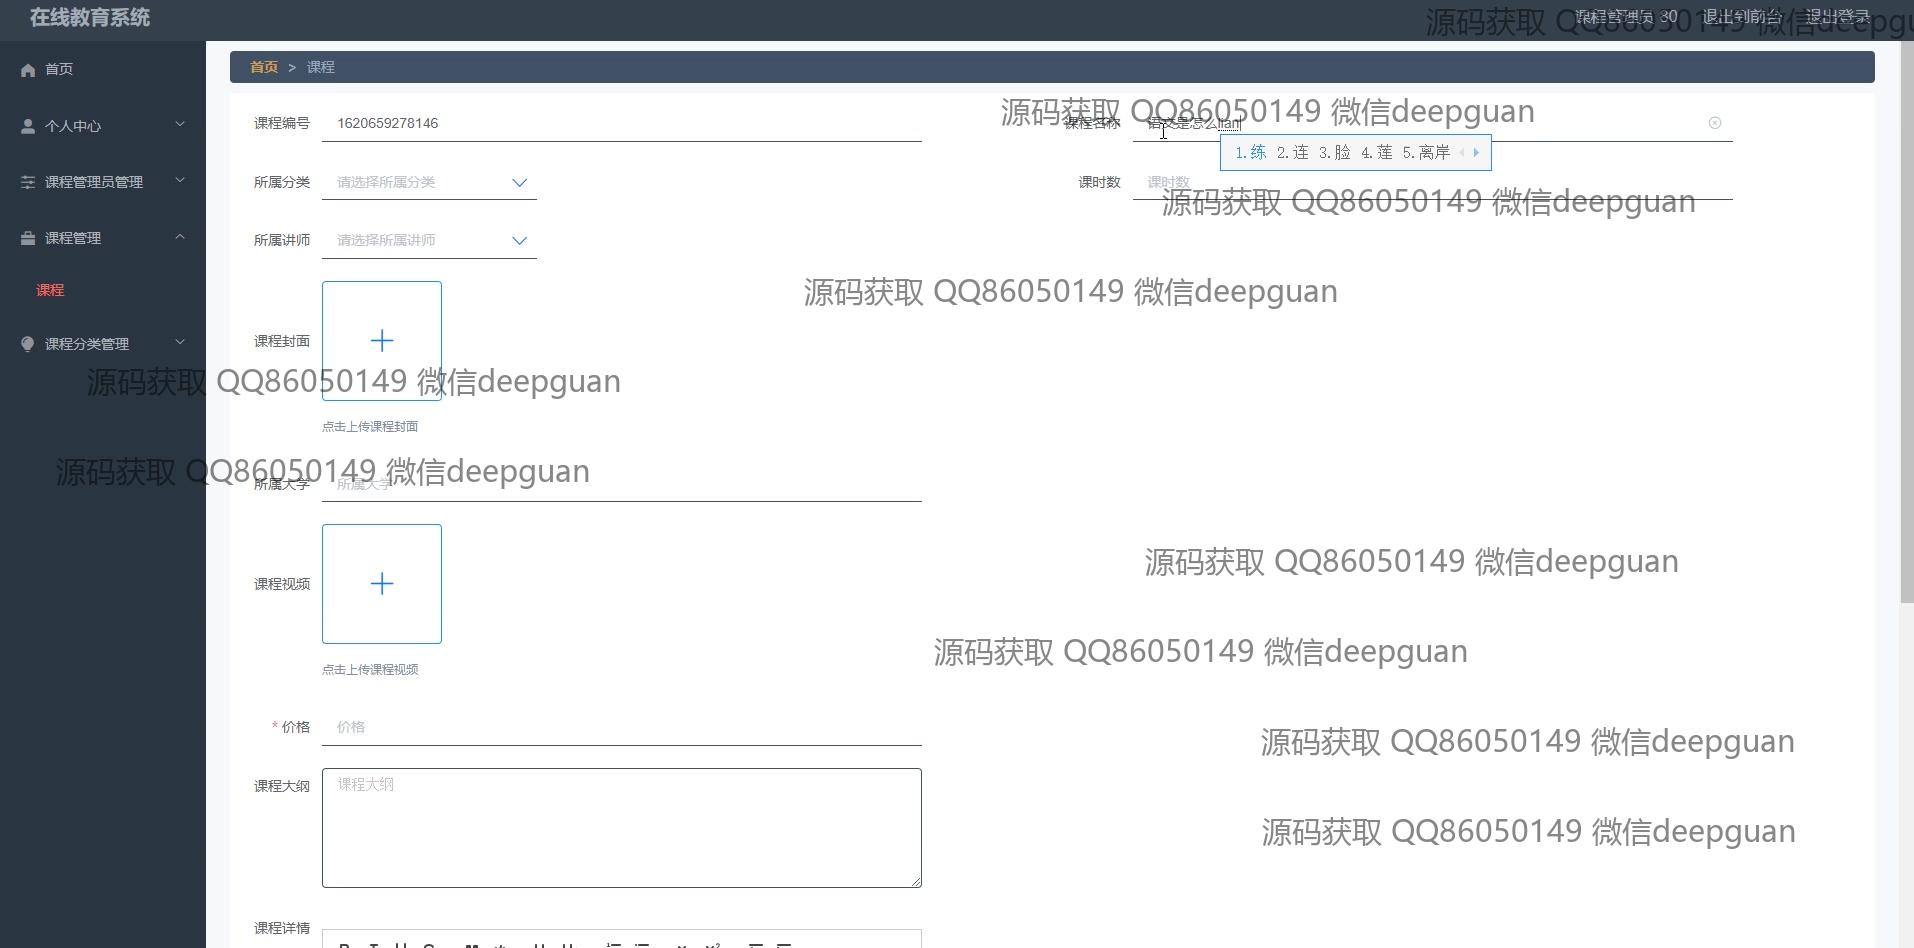 在线教育系统
课程管理员 30 退出到前台 退出登录
源码获取 QQ86050149 微信deepgu
首页
个人中心
课程管理员管理
课程管理
课程
课程分类管理
首页 > 课程
课程编号 1620659278146
课程名称 语文是怎么lian
源码获取 QQ86050149 微信deepguan
1.练 2.连 3.脸 4.莲 5.离岸
所属分类 请选择所属分类
课时数 课时数
源码获取 QQ86050149 微信deepguan
所属讲师 请选择所属讲师
源码获取 QQ86050149 微信deepguan
课程封面
源码获取 QQ86050149 微信deepguan
点击上传课程封面
源码获取 QQ86050149 微信deepguan
所属大学 所属大学
源码获取 QQ86050149 微信deepguan
课程视频
源码获取 QQ86050149 微信deepguan
点击上传课程视频
* 价格 价格
源码获取 QQ86050149 微信deepguan
课程大纲 课程大纲
源码获取 QQ86050149 微信deepguan
课程详情